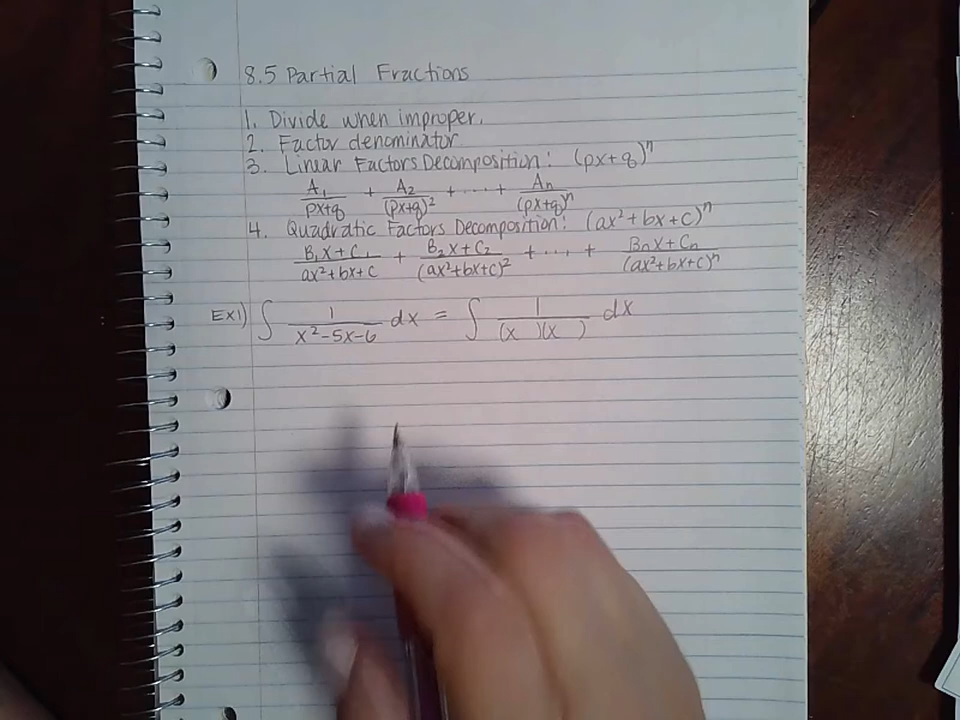 8.5 Partial Fractions
1. Divide when improper.
2. Factor denominator
3. Linear Factors Decomposition: (px+q)^n
A₁/(px+q) + A₂/(px+q)² + ... + Aₙ/(px+q)^n
4. Quadratic Factors Decomposition: (ax²+bx+c)^n
(B₁x+C₁)/(ax²+bx+c) + (B₂x+C₂)/(ax²+bx+c)² + ... + (Bₙx+Cₙ)/(ax²+bx+c)^n
EX1) ∫ 1/(x²-5x-6) dx = ∫ 1/((x )(x )) dx